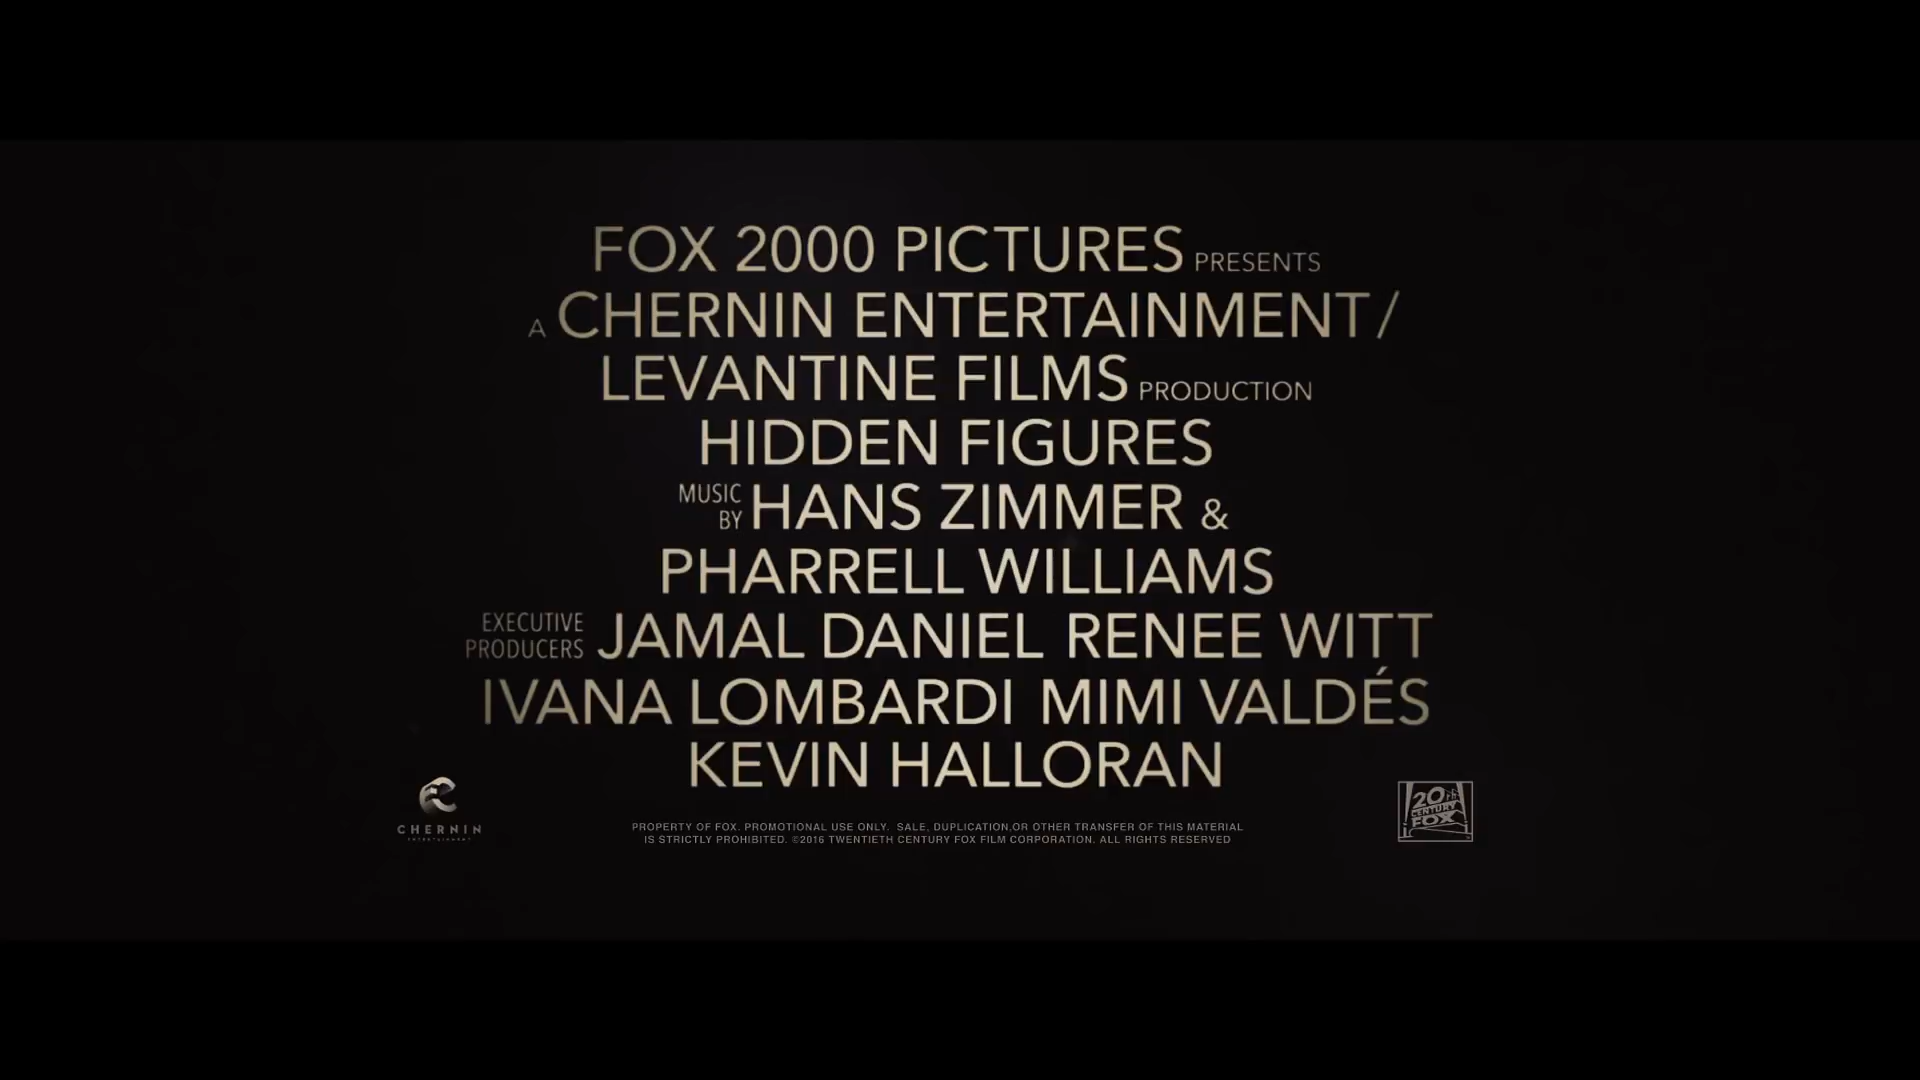 FOX 2000 PICTURES PRESENTS
A CHERNIN ENTERTAINMENT /
LEVANTINE FILMS PRODUCTION
HIDDEN FIGURES
MUSIC BY HANS ZIMMER &
PHARRELL WILLIAMS
EXECUTIVE PRODUCERS JAMAL DANIEL RENEE WITT
IVANA LOMBARDI MIMI VALDÉS
KEVIN HALLORAN
CHERNIN
ENTERTAINMENT
PROPERTY OF FOX. PROMOTIONAL USE ONLY. SALE, DUPLICATION,OR OTHER TRANSFER OF THIS MATERIAL
IS STRICTLY PROHIBITED. ©2016 TWENTIETH CENTURY FOX FILM CORPORATION. ALL RIGHTS RESERVED
20th
CENTURY
FOX